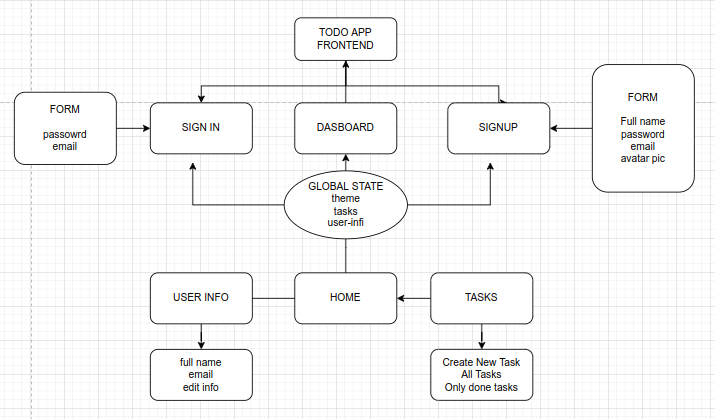 TODO APP
FRONTEND
FORM
passowrd
email
SIGN IN
DASBOARD
SIGNUP
FORM
Full name
password
email
avatar pic
GLOBAL STATE
theme
tasks
user-infi
USER INFO
HOME
TASKS
full name
email
edit info
Create New Task
All Tasks
Only done tasks